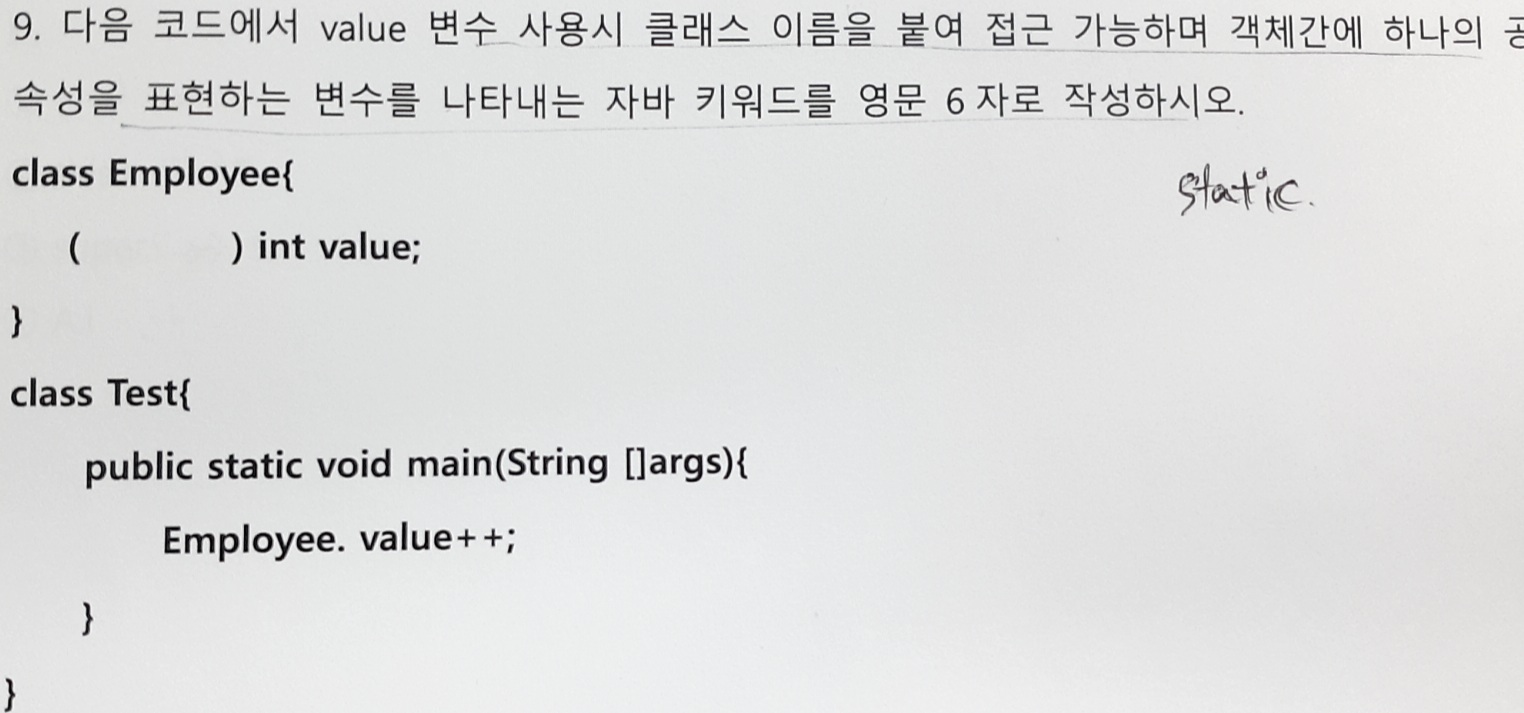 9. 다음 코드에서 value 변수 사용시 클래스 이름을 붙여 접근 가능하며 객체간에 하나의
속성을 표현하는 변수를 나타내는 자바 키워드를 영문 6자로 작성하시오.
class Employee{
static.
( ) int value;
}
class Test{
public static void main(String []args){
Employee. value++;
}
}